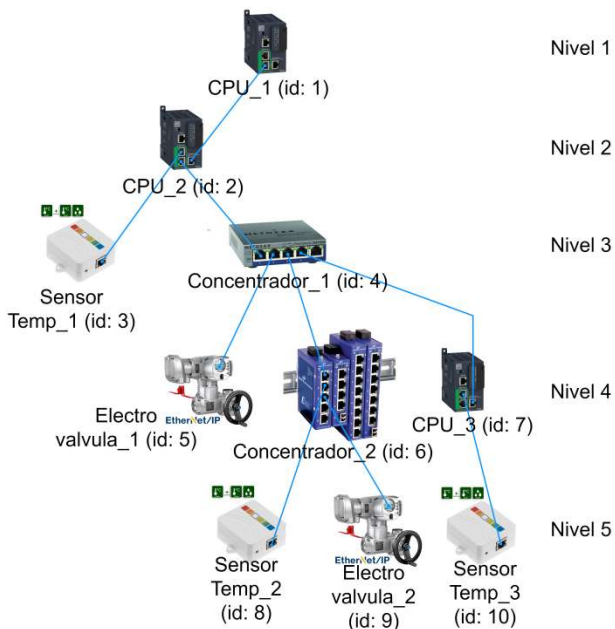 Nivel 1
CPU_1 (id: 1)
Nivel 2
CPU_2 (id: 2)
Nivel 3
NETGEAR
Concentrador_1 (id: 4)
Sensor
Temp_1 (id: 3)
Nivel 4
Electro
valvula_1 (id: 5)
EtherNet/IP
CPU_3 (id: 7)
Concentrador_2 (id: 6)
Nivel 5
Sensor
Temp_2
(id: 8)
EtherNet/IP
Electro
valvula_2
(id: 9)
Sensor
Temp_3
(id: 10)